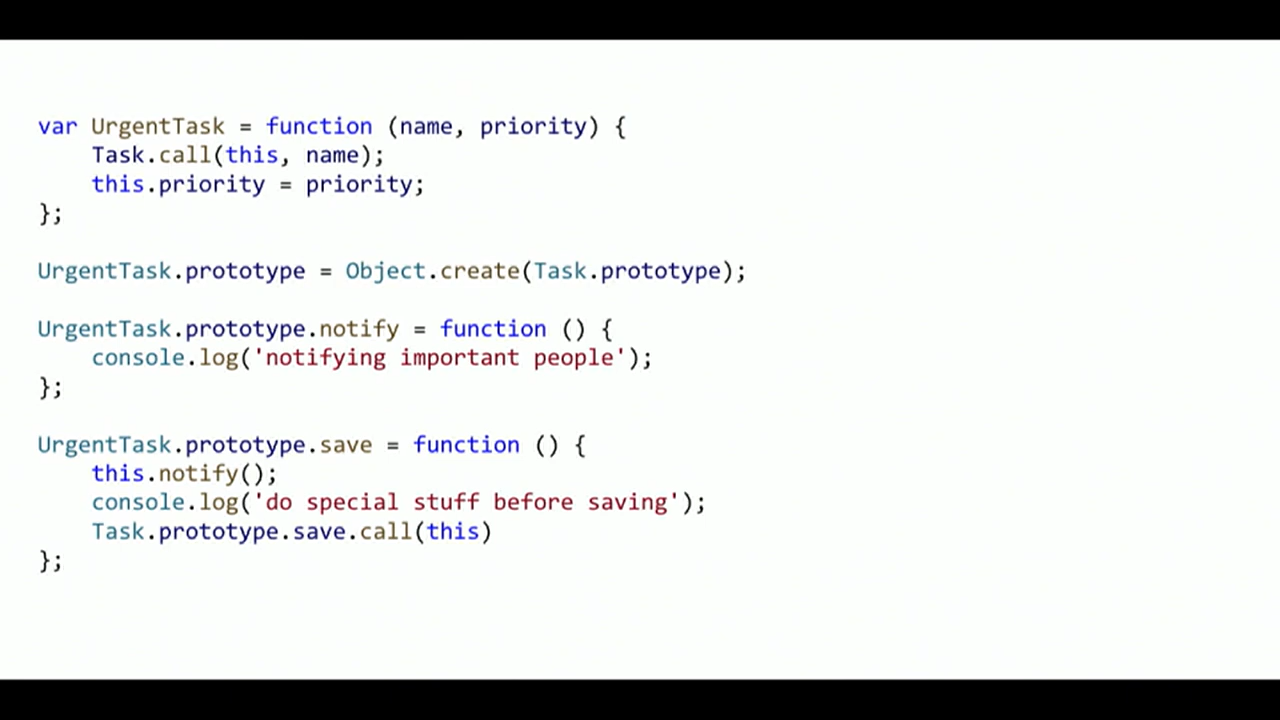 var UrgentTask = function (name, priority) {
    Task.call(this, name);
    this.priority = priority;
};
UrgentTask.prototype = Object.create(Task.prototype);
UrgentTask.prototype.notify = function () {
    console.log('notifying important people');
};
UrgentTask.prototype.save = function () {
    this.notify();
    console.log('do special stuff before saving');
    Task.prototype.save.call(this)
};